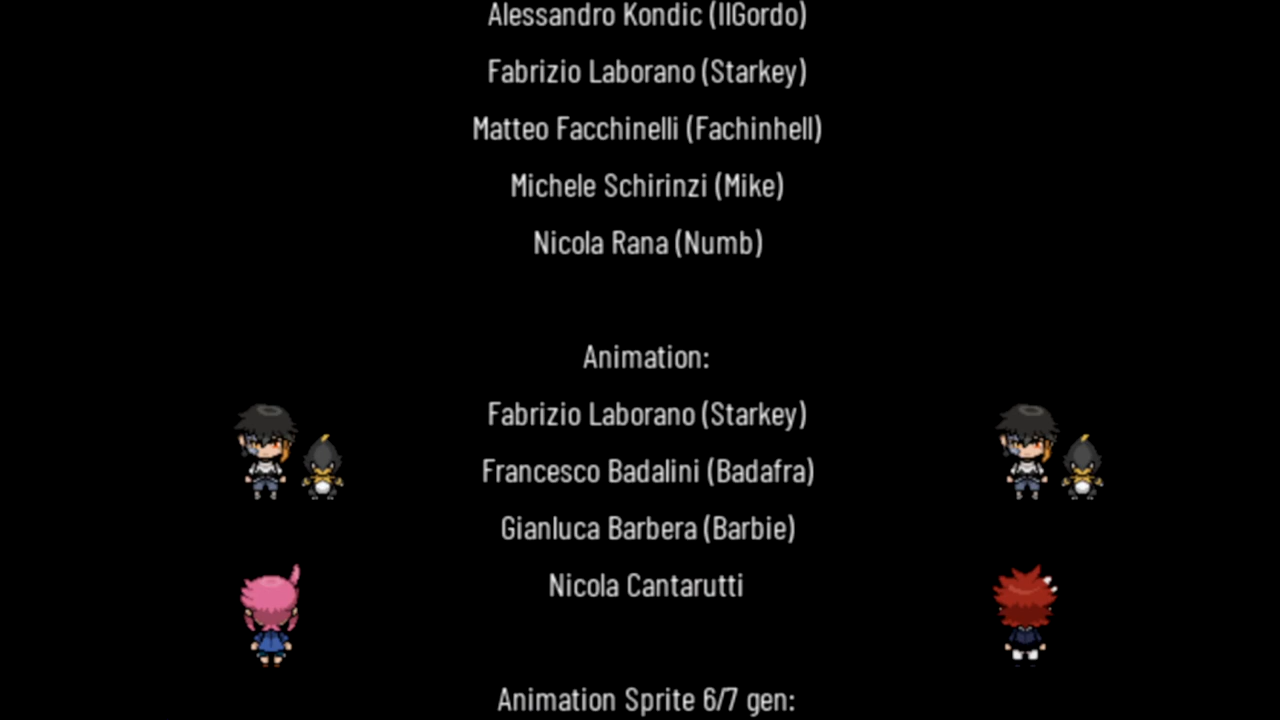 Alessandro Kondic (IlGordo)
Fabrizio Laborano (Starkey)
Matteo Facchinelli (Fachinhell)
Michele Schirinzi (Mike)
Nicola Rana (Numb)
Animation:
Fabrizio Laborano (Starkey)
Francesco Badalini (Badafra)
Gianluca Barbera (Barbie)
Nicola Cantarutti
Animation Sprite 6/7 gen: